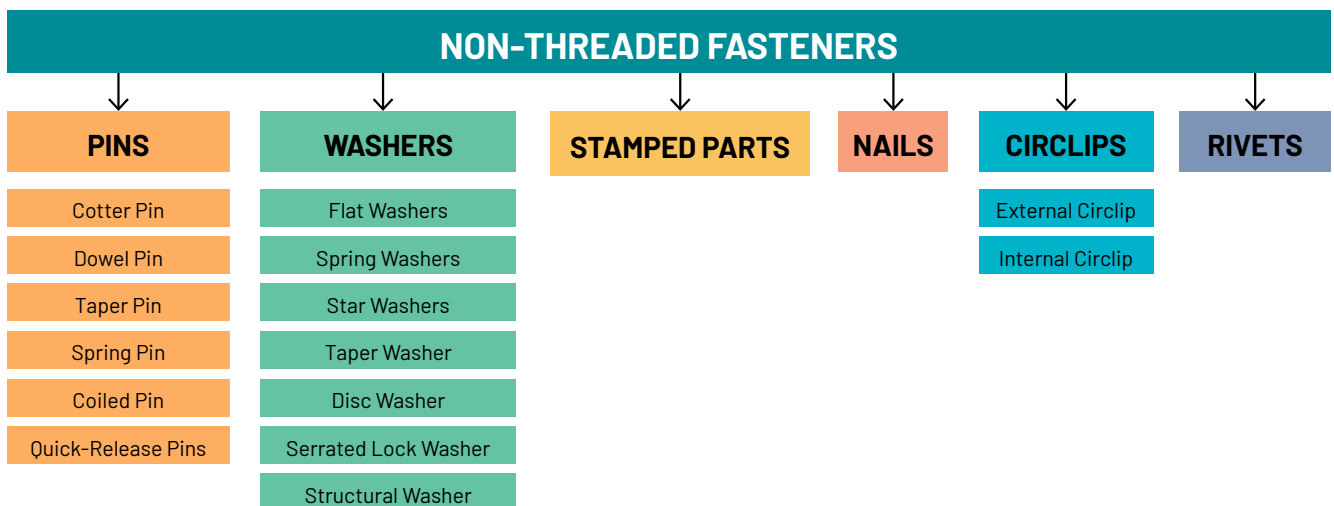 NON-THREADED FASTENERS
PINS
Cotter Pin
Dowel Pin
Taper Pin
Spring Pin
Coiled Pin
Quick-Release Pins
WASHERS
Flat Washers
Spring Washers
Star Washers
Taper Washer
Disc Washer
Serrated Lock Washer
Structural Washer
STAMPED PARTS
NAILS
CIRCLIPS
External Circlip
Internal Circlip
RIVETS